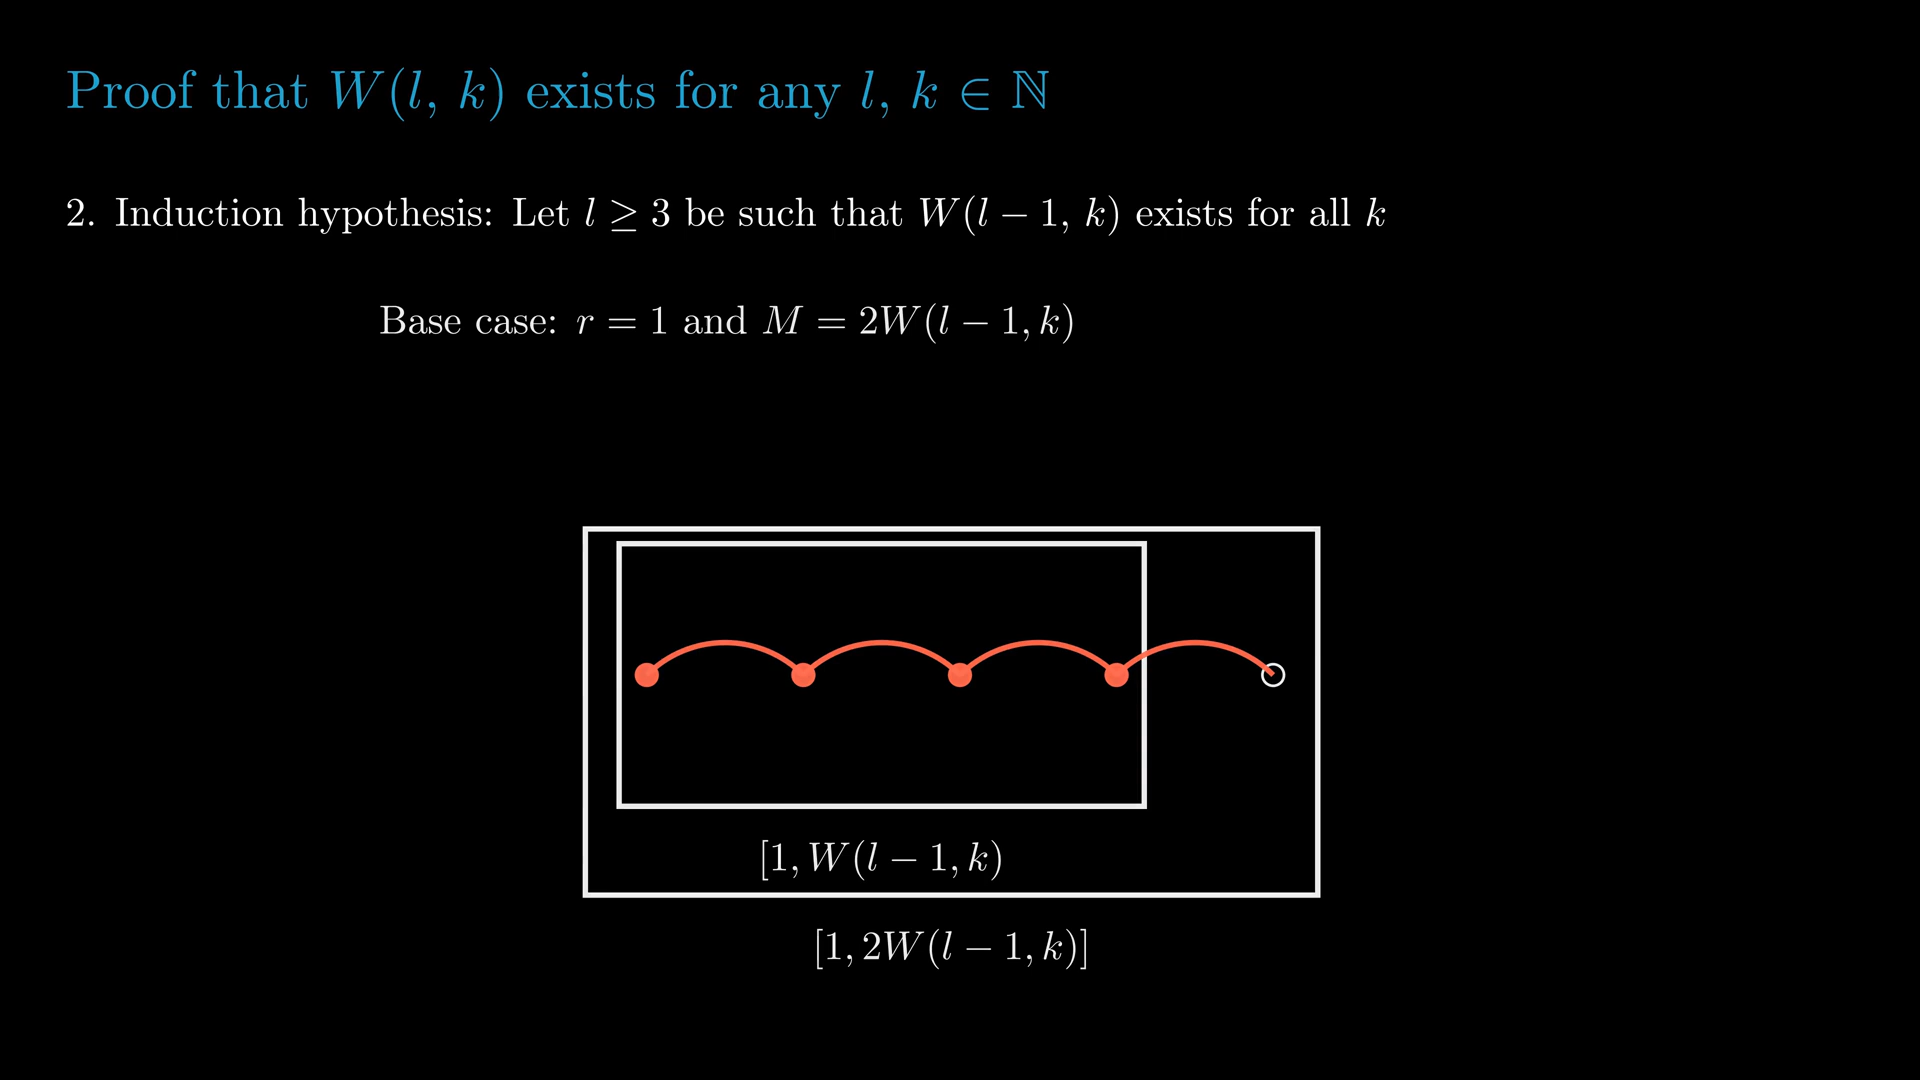 Proof that W(l, k) exists for any l, k ∈ ℕ
2. Induction hypothesis: Let l ≥ 3 be such that W(l − 1, k) exists for all k
Base case: r = 1 and M = 2W(l − 1, k)
[1, W(l − 1, k)
[1, 2W(l − 1, k)]